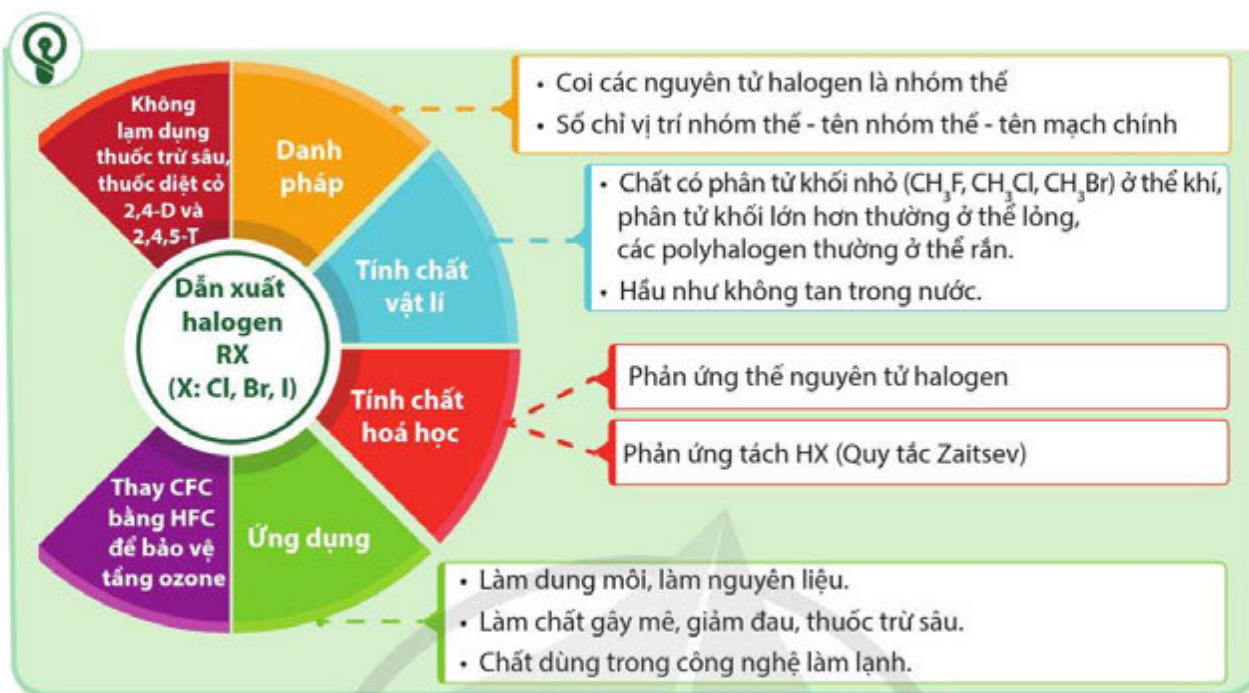 Không
lạm dụng
thuốc trừ sâu,
thuốc diệt cỏ
2,4-D và
2,4,5-T
Danh
pháp
• Coi các nguyên tử halogen là nhóm thế
• Số chỉ vị trí nhóm thế - tên nhóm thế - tên mạch chính
Tính chất
vật lí
• Chất có phân tử khối nhỏ (CH₃F, CH₃Cl, CH₃Br) ở thể khí,
phân tử khối lớn hơn thường ở thể lỏng,
các polyhalogen thường ở thể rắn.
• Hầu như không tan trong nước.
Dẫn xuất
halogen
RX
(X: Cl, Br, I)
Tính chất
hoá học
Phản ứng thế nguyên tử halogen
Phản ứng tách HX (Quy tắc Zaitsev)
Thay CFC
bằng HFC
để bảo vệ
tầng ozone
Ứng dụng
• Làm dung môi, làm nguyên liệu.
• Làm chất gây mê, giảm đau, thuốc trừ sâu.
• Chất dùng trong công nghệ làm lạnh.